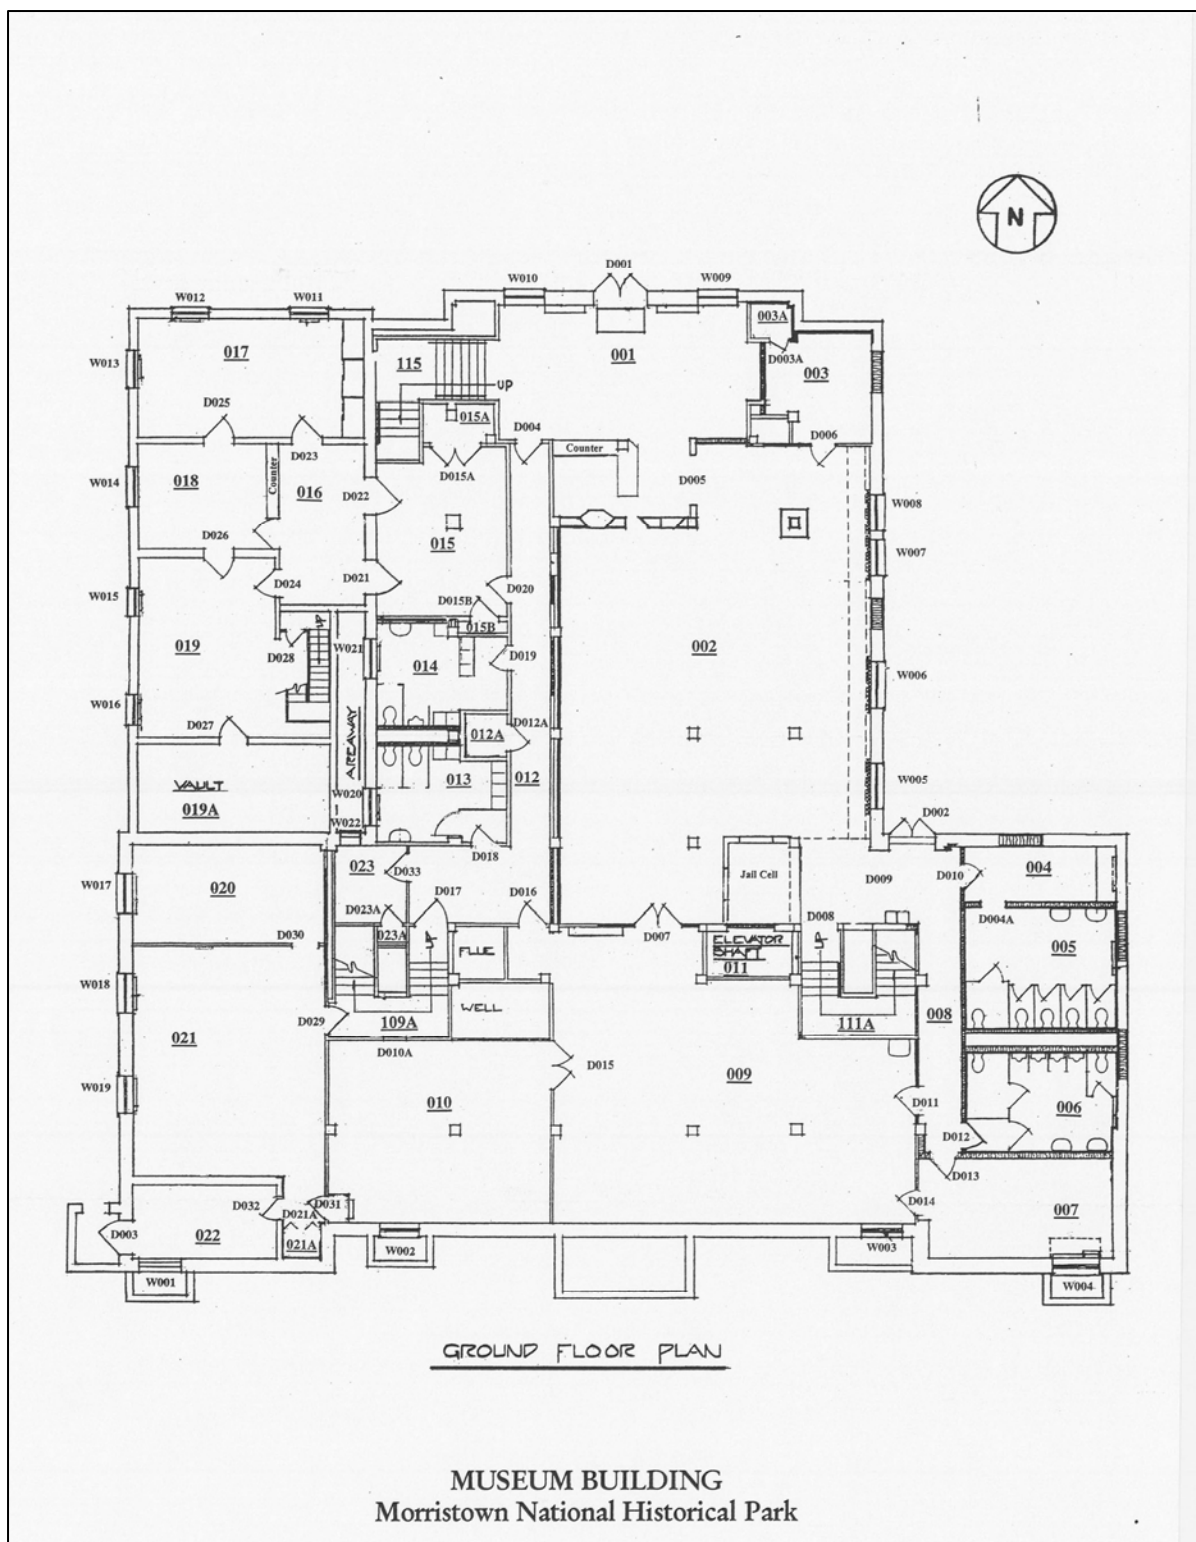 N
D001
W010
W009
W012
W011
003A
017
001
D003A
003
W013
115
UP
D025
015A
D004
D006
D023
Counter
Counter
D015A
D005
W014
018
016
D022
W008
D026
015
W007
D024
D021
D020
W015
D015B
015B
UP
W021
019
D028
014
D019
002
W006
W016
D027
012A
D012A
AREAWAY
VAULT
013
012
W005
019A
W020
W022
D002
D018
023
D033
Jail Cell
D009
D010
004
W017
020
D017
D016
D023A
D008
D004A
D030
023A
UP
FLUE
D007
ELEVATOR
SHAFT
011
UP
005
W018
WELL
008
D029
109A
111A
021
D010A
D015
009
W019
010
D011
006
D012
D013
D032
D031
D014
D021A
007
D003
022
021A
W002
W003
W001
W004
GROUND FLOOR PLAN
MUSEUM BUILDING
Morristown National Historical Park